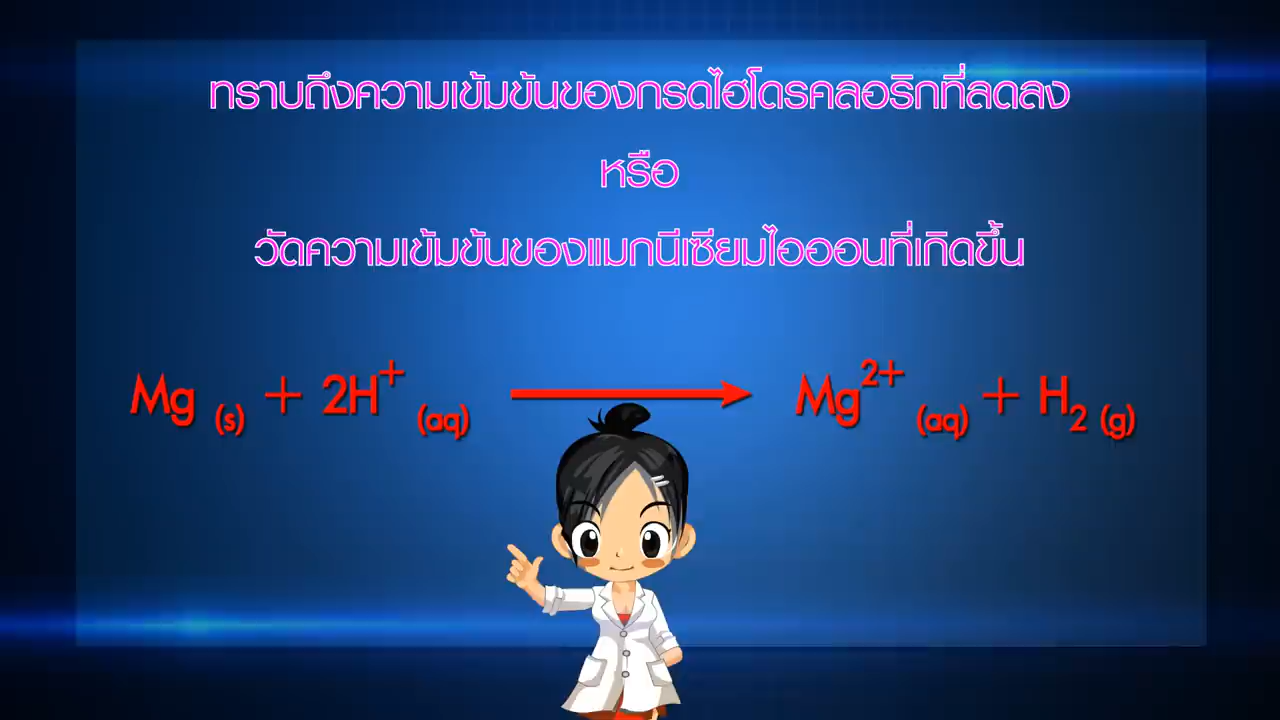 ทราบถึงความเข้มข้นของกรดไฮโดรคลอริกที่ลดลง
หรือ
วัดความเข้มข้นของแมกนีเซียมไอออนที่เกิดขึ้น
Mg (s) + 2H⁺ (aq) → Mg²⁺ (aq) + H₂ (g)